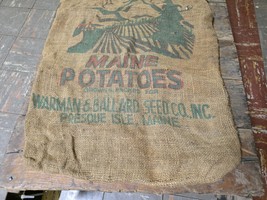 MAINE
POTATOES
WARMAN & BALLARD SEED CO., INC.
PRESQUE ISLE, MAINE